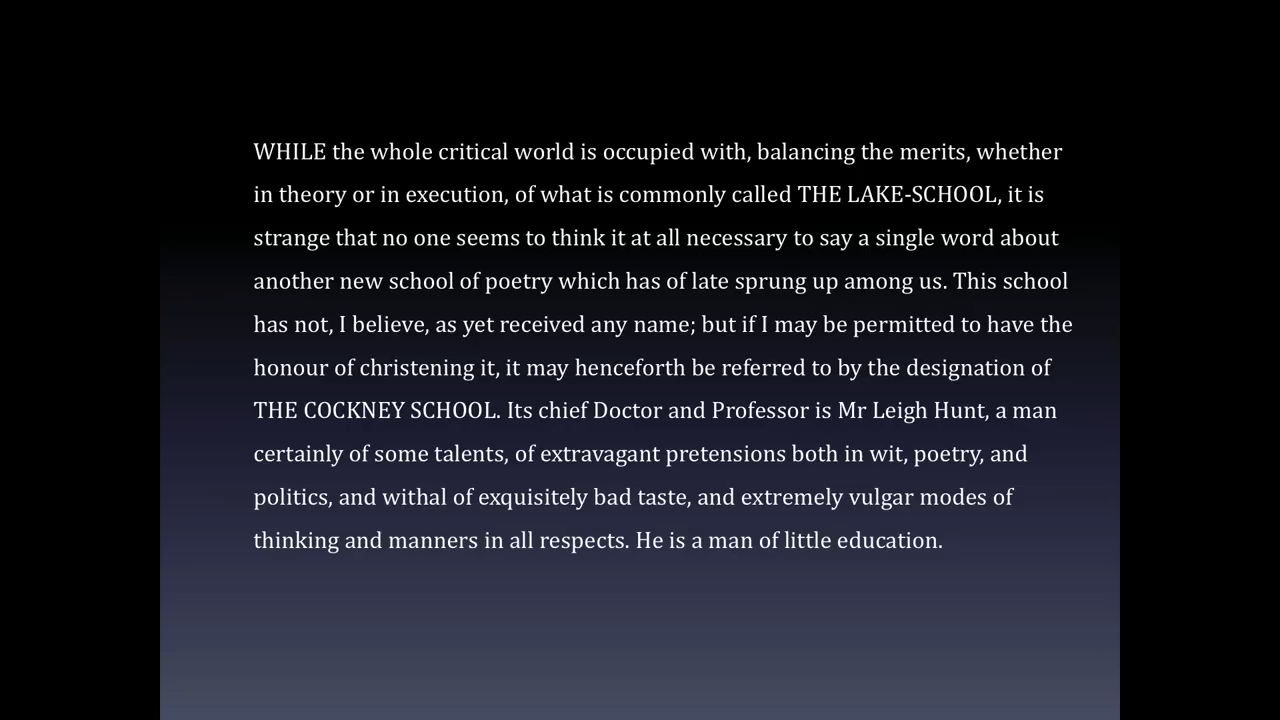 WHILE the whole critical world is occupied with, balancing the merits, whether
in theory or in execution, of what is commonly called THE LAKE-SCHOOL, it is
strange that no one seems to think it at all necessary to say a single word about
another new school of poetry which has of late sprung up among us. This school
has not, I believe, as yet received any name; but if I may be permitted to have the
honour of christening it, it may henceforth be referred to by the designation of
THE COCKNEY SCHOOL. Its chief Doctor and Professor is Mr Leigh Hunt, a man
certainly of some talents, of extravagant pretensions both in wit, poetry, and
politics, and withal of exquisitely bad taste, and extremely vulgar modes of
thinking and manners in all respects. He is a man of little education.